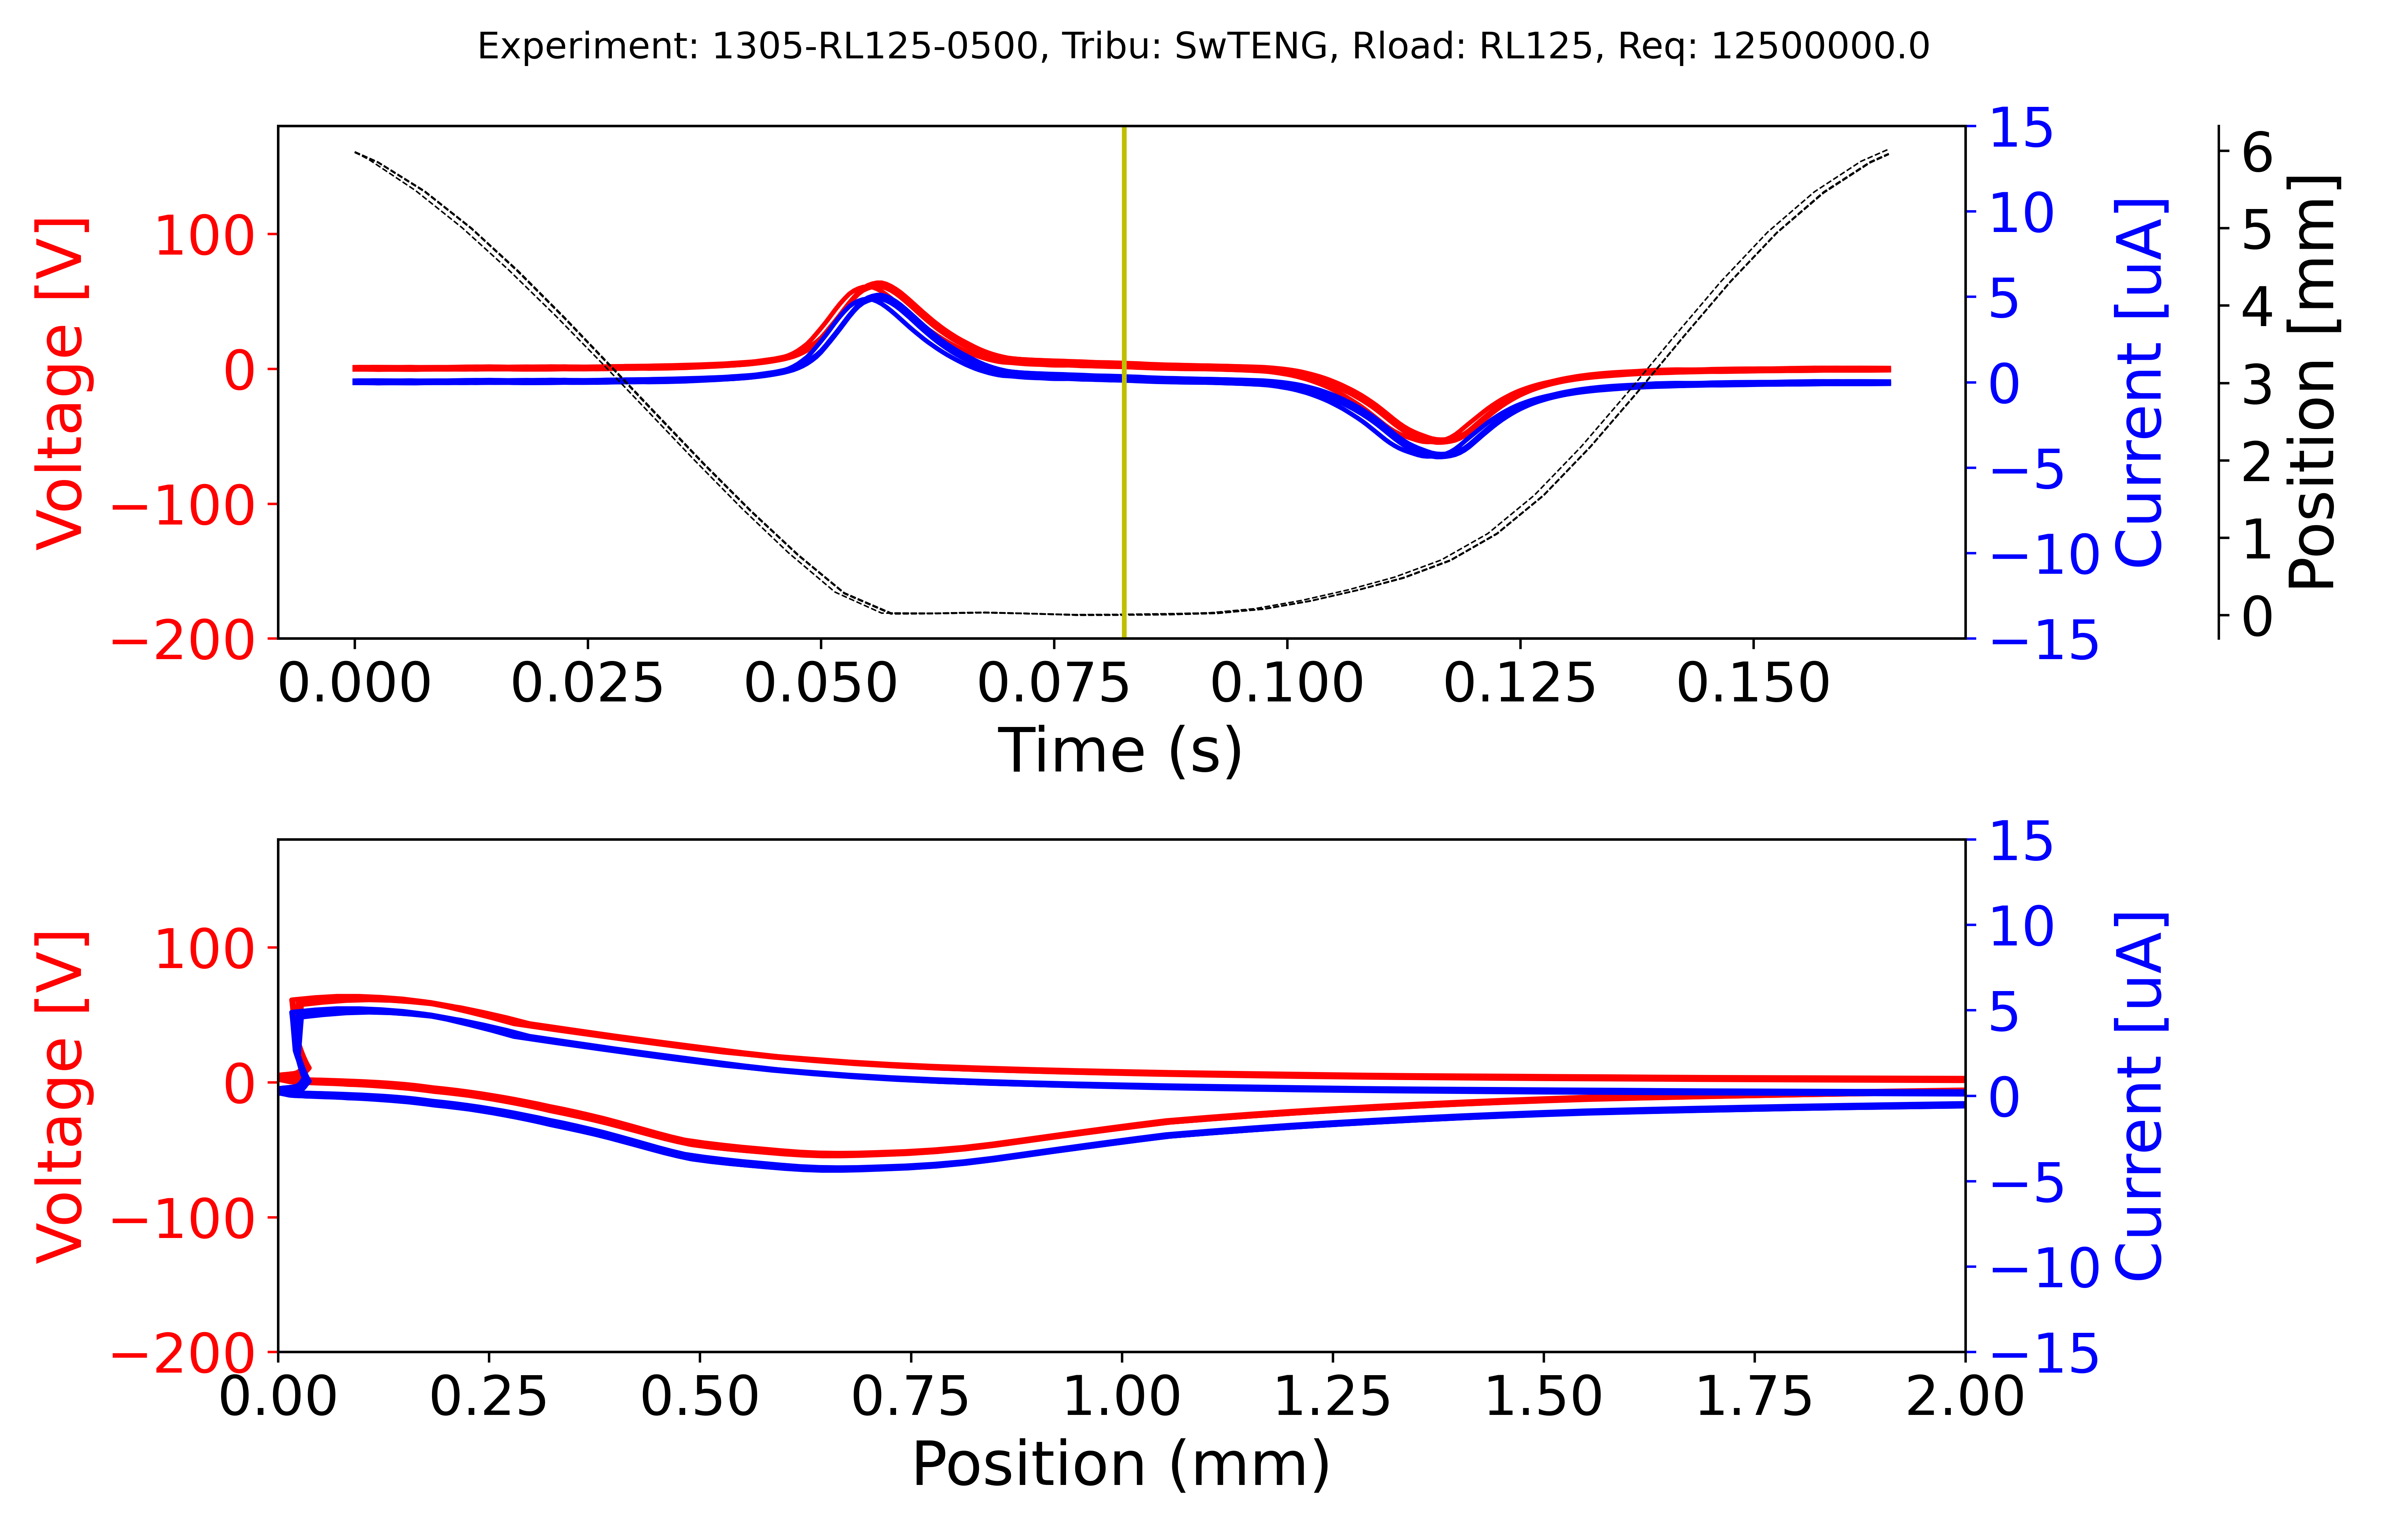 Experiment: 1305-RL125-0500, Tribu: SwTENG, Rload: RL125, Req: 12500000.0
Voltage [V]
100
0
−100
−200
15
10
5
0
−5
−10
−15
Current [uA]
6
5
4
3
2
1
0
Position [mm]
0.000 0.025 0.050 0.075 0.100 0.125 0.150
Time (s)
Voltage [V]
100
0
−100
−200
15
10
5
0
−5
−10
−15
Current [uA]
0.00 0.25 0.50 0.75 1.00 1.25 1.50 1.75 2.00
Position (mm)